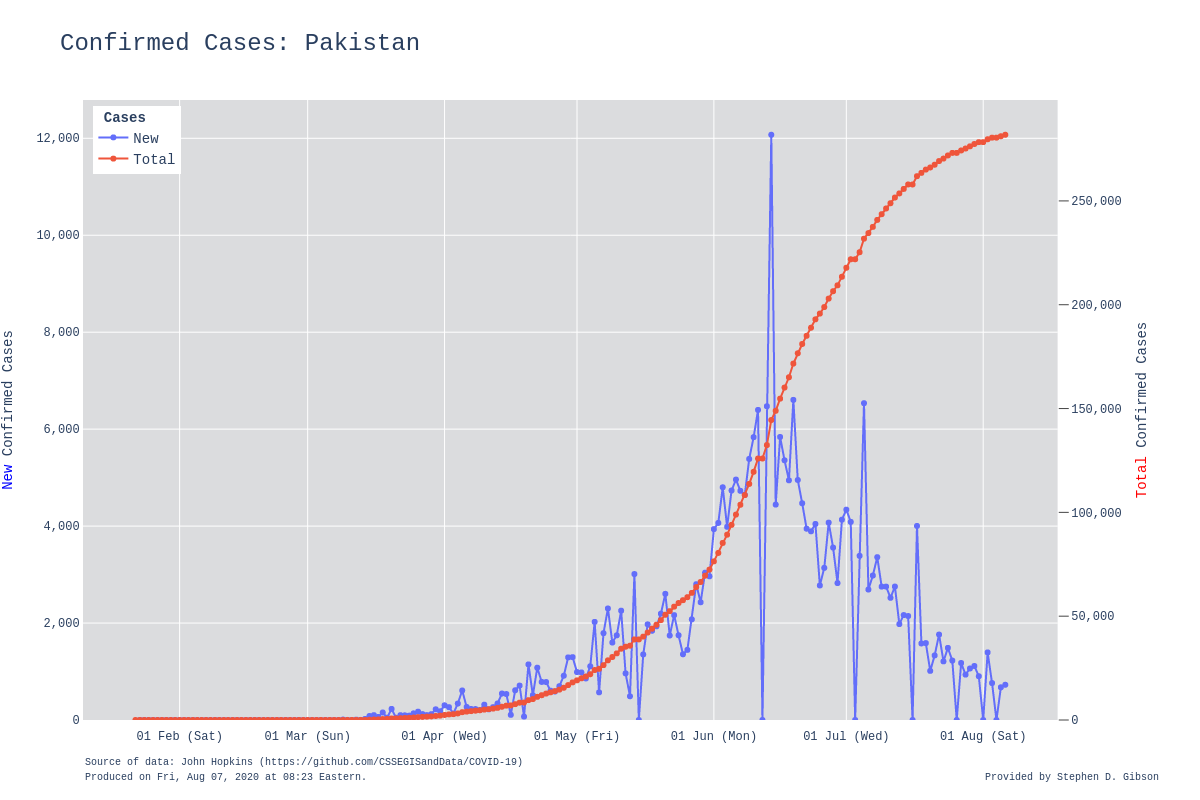 Confirmed Cases: Pakistan
Cases
New
Total
12,000
10,000
8,000
6,000
4,000
2,000
0
New Confirmed Cases
250,000
200,000
150,000
100,000
50,000
0
Total Confirmed Cases
01 Feb (Sat)
01 Mar (Sun)
01 Apr (Wed)
01 May (Fri)
01 Jun (Mon)
01 Jul (Wed)
01 Aug (Sat)
Source of data: John Hopkins (https://github.com/CSSEGISandData/COVID-19)
Produced on Fri, Aug 07, 2020 at 08:23 Eastern.
Provided by Stephen D. Gibson